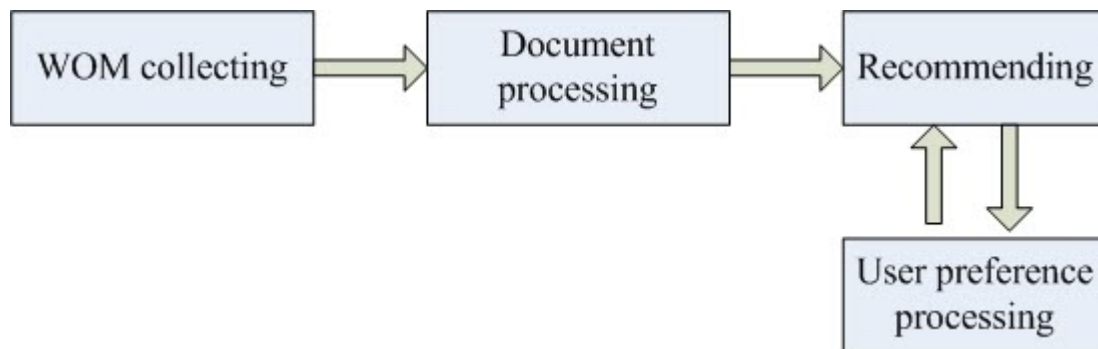 WOM collecting
Document
processing
Recommending
User preference
processing